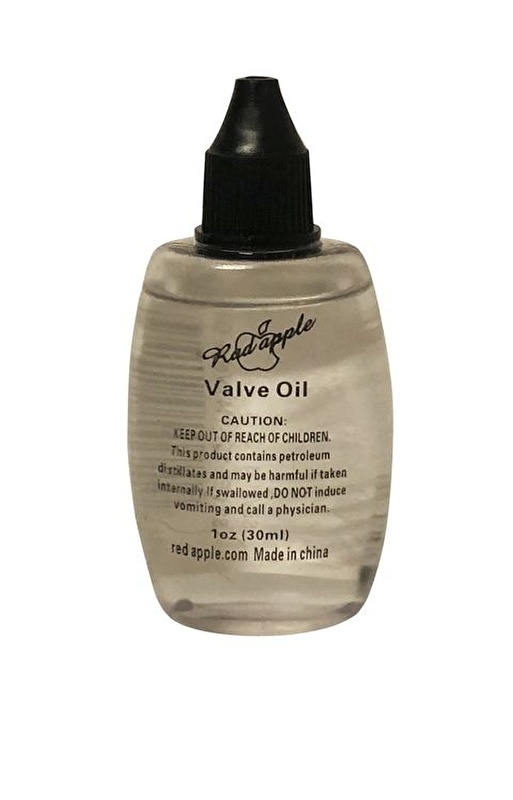 Red apple
Valve Oil
CAUTION:
KEEP OUT OF REACH OF CHILDREN.
This product contains petroleum
distillates and may be harmful if taken
internally.If swallowed ,DO NOT induce
vomiting and call a physician.
1oz (30ml)
red apple.com Made in china